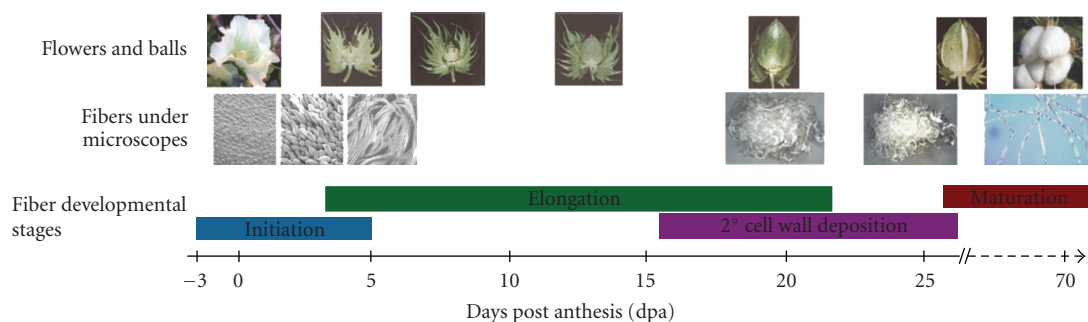 Flowers and balls
Fibers under
microscopes
Fiber developmental
stages
Elongation
Maturation
Initiation
2° cell wall deposition
−3 0 5 10 15 20 25 // 70
Days post anthesis (dpa)